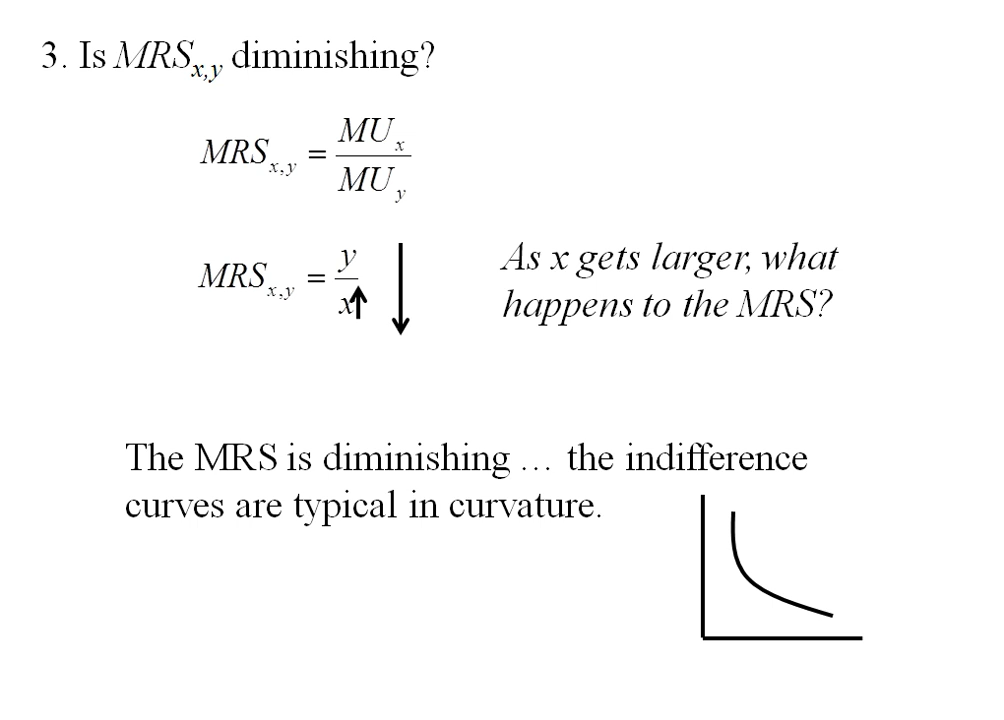 3. Is MRSx,y diminishing?
MRSx,y = MUx / MUy
MRSx,y = y / x
As x gets larger, what
happens to the MRS?
The MRS is diminishing … the indifference
curves are typical in curvature.